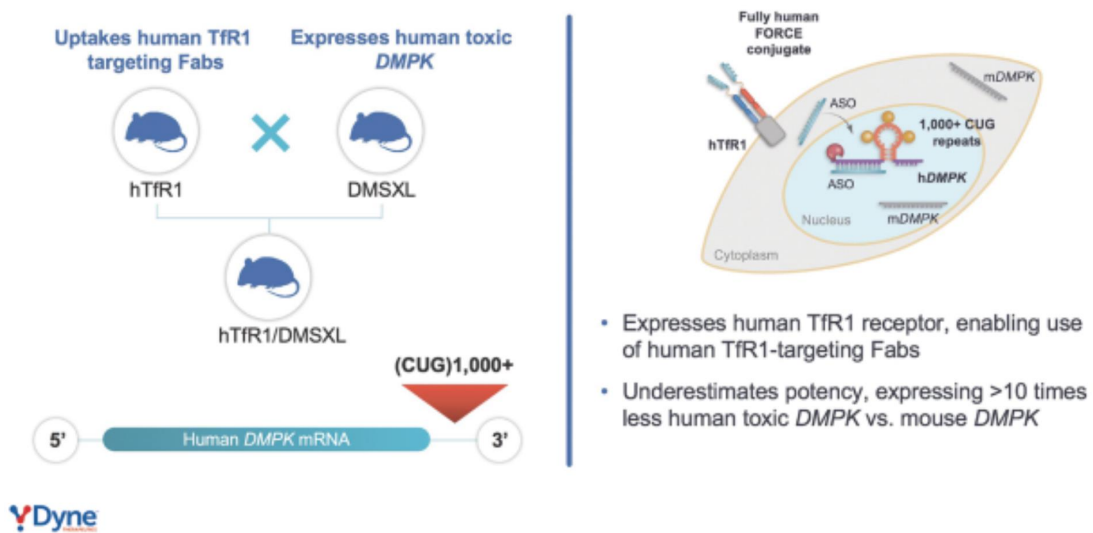 Uptakes human TfR1
targeting Fabs
Expresses human toxic
DMPK
hTfR1
DMSXL
hTfR1/DMSXL
(CUG)1,000+
5'
Human DMPK mRNA
3'
Fully human
FORCE
conjugate
hTfR1
ASO
mDMPK
1,000+ CUG
repeats
ASO
hDMPK
Nucleus
mDMPK
Cytoplasm
• Expresses human TfR1 receptor, enabling use
of human TfR1-targeting Fabs
• Underestimates potency, expressing >10 times
less human toxic DMPK vs. mouse DMPK
Dyne